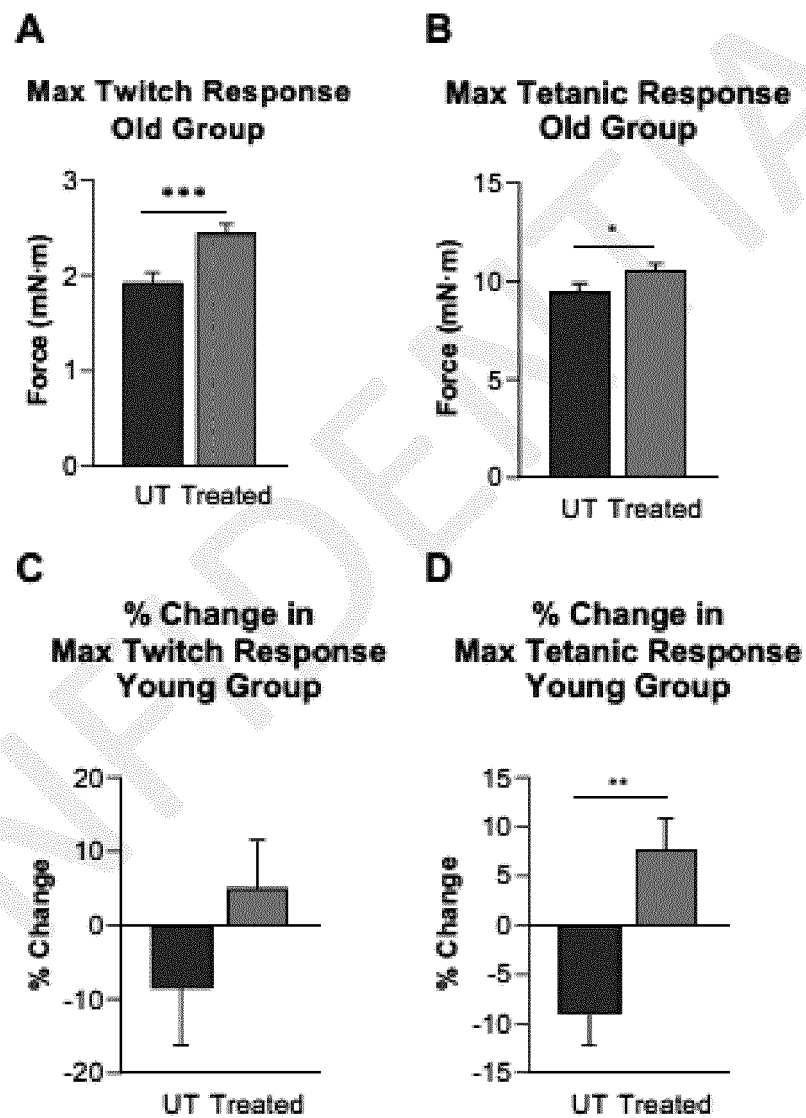 A
Max Twitch Response
Old Group
***
3
2
1
0
Force (mN·m)
UT Treated
B
Max Tetanic Response
Old Group
*
15
10
5
0
Force (mN·m)
UT Treated
C
% Change in
Max Twitch Response
Young Group
20
10
0
-10
-20
% Change
UT Treated
D
% Change in
Max Tetanic Response
Young Group
**
15
10
5
0
-5
-10
-15
% Change
UT Treated
NFIDENTIA